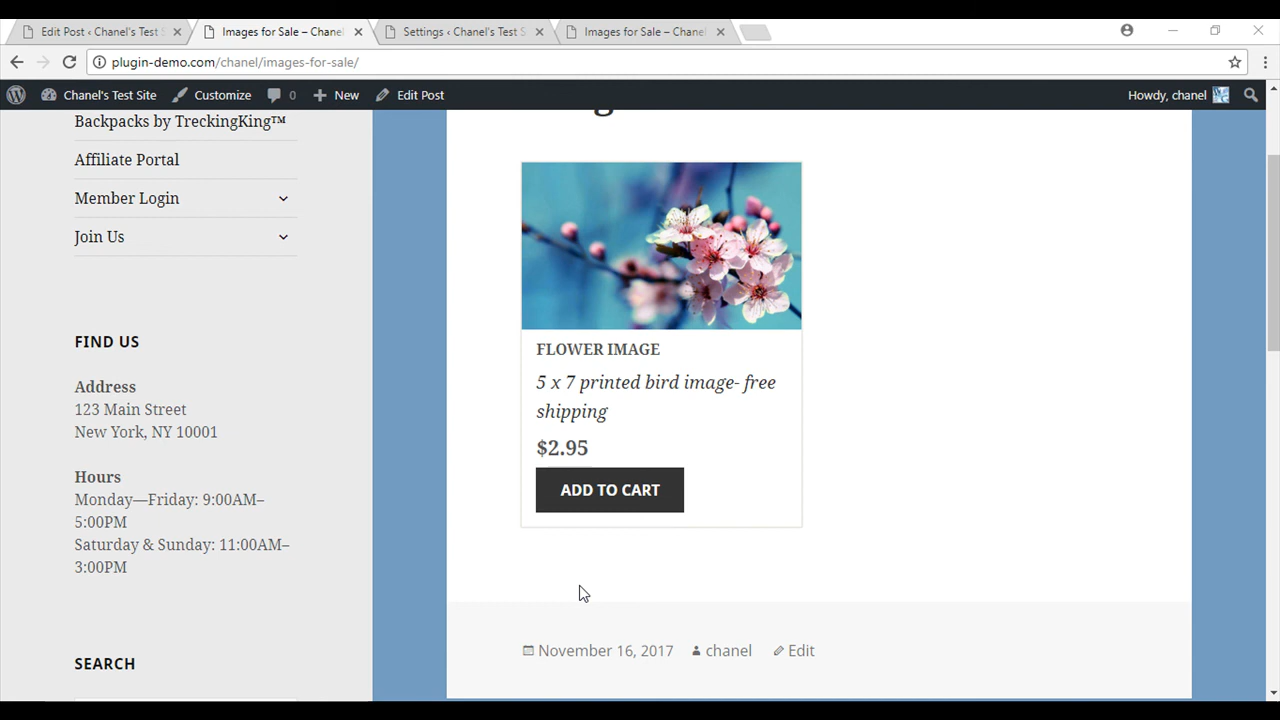 Edit Post ‹ Chanel's Test S
Images for Sale – Chanel
Settings ‹ Chanel's Test S
Images for Sale – Chanel
plugin-demo.com/chanel/images-for-sale/
Chanel's Test Site
Customize
0
New
Edit Post
Howdy, chanel
Backpacks by TreckingKing™
Affiliate Portal
Member Login
Join Us
FIND US
Address
123 Main Street
New York, NY 10001
Hours
Monday—Friday: 9:00AM–
5:00PM
Saturday & Sunday: 11:00AM–
3:00PM
SEARCH
FLOWER IMAGE
5 x 7 printed bird image- free
shipping
$2.95
ADD TO CART
November 16, 2017
chanel
Edit